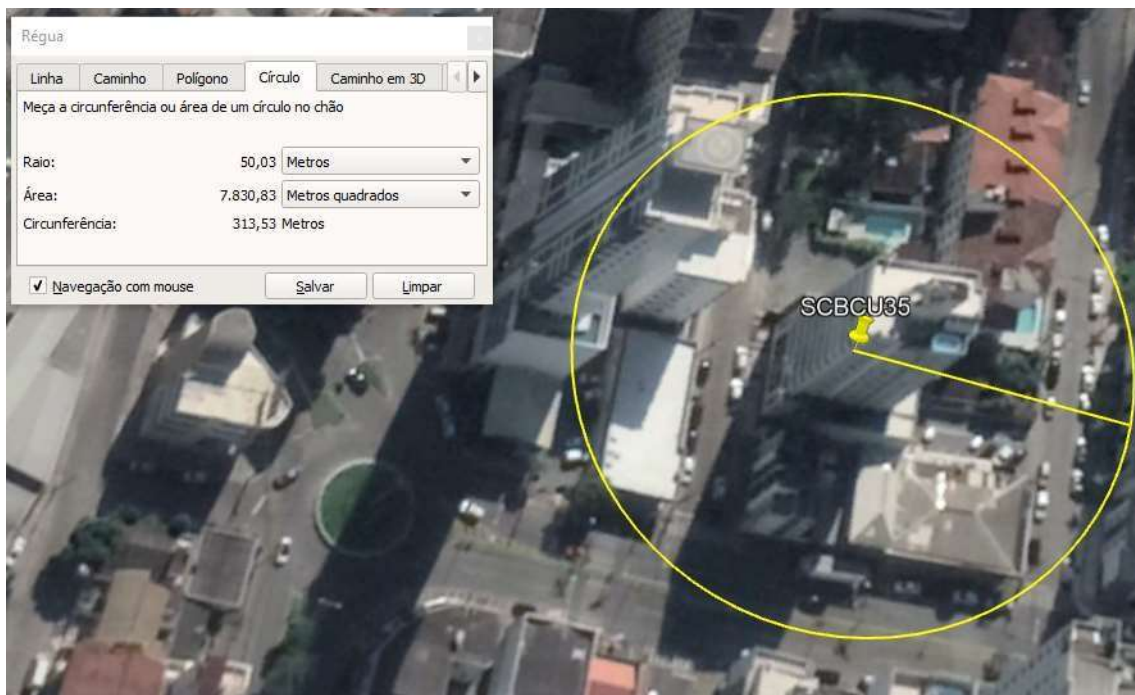 Régua
Linha Caminho Polígono Círculo Caminho em 3D
Meça a circunferência ou área de um círculo no chão
Raio: 50,03 Metros
Área: 7.830,83 Metros quadrados
Circunferência: 313,53 Metros
Navegação com mouse Salvar Limpar
SCBCU35